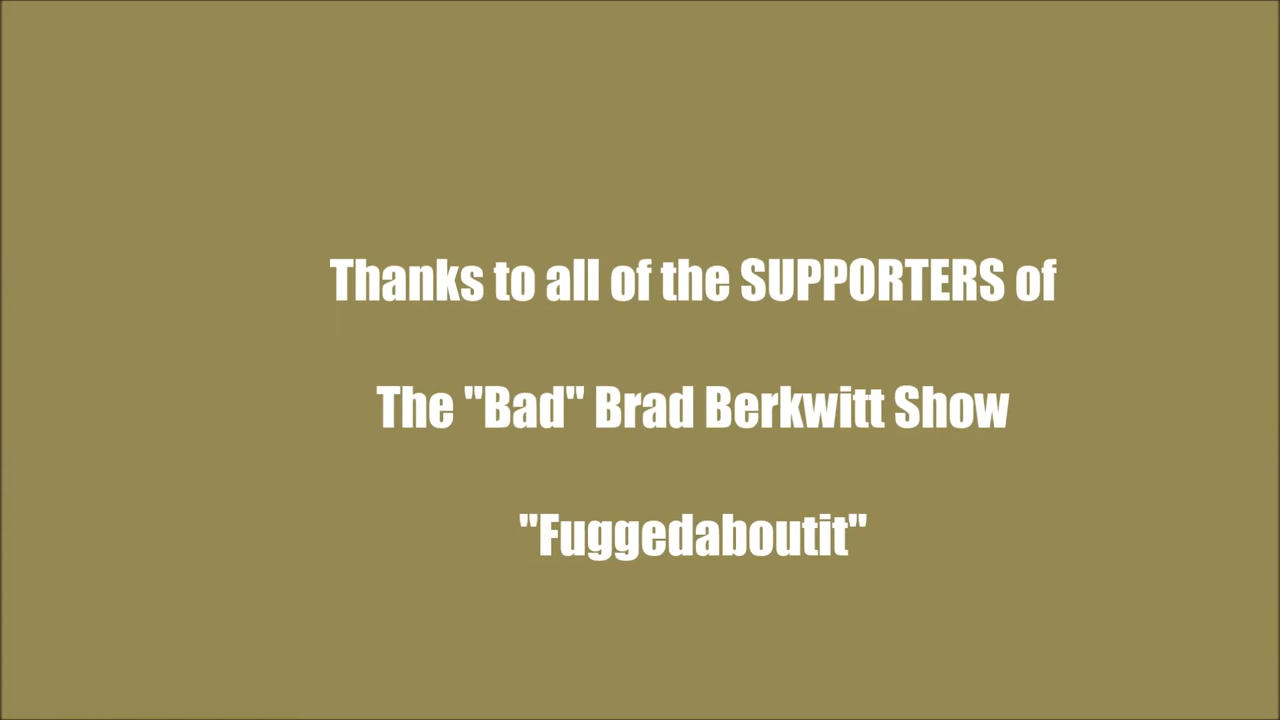 Thanks to all of the SUPPORTERS of
The "Bad" Brad Berkwitt Show
"Fuggedaboutit"